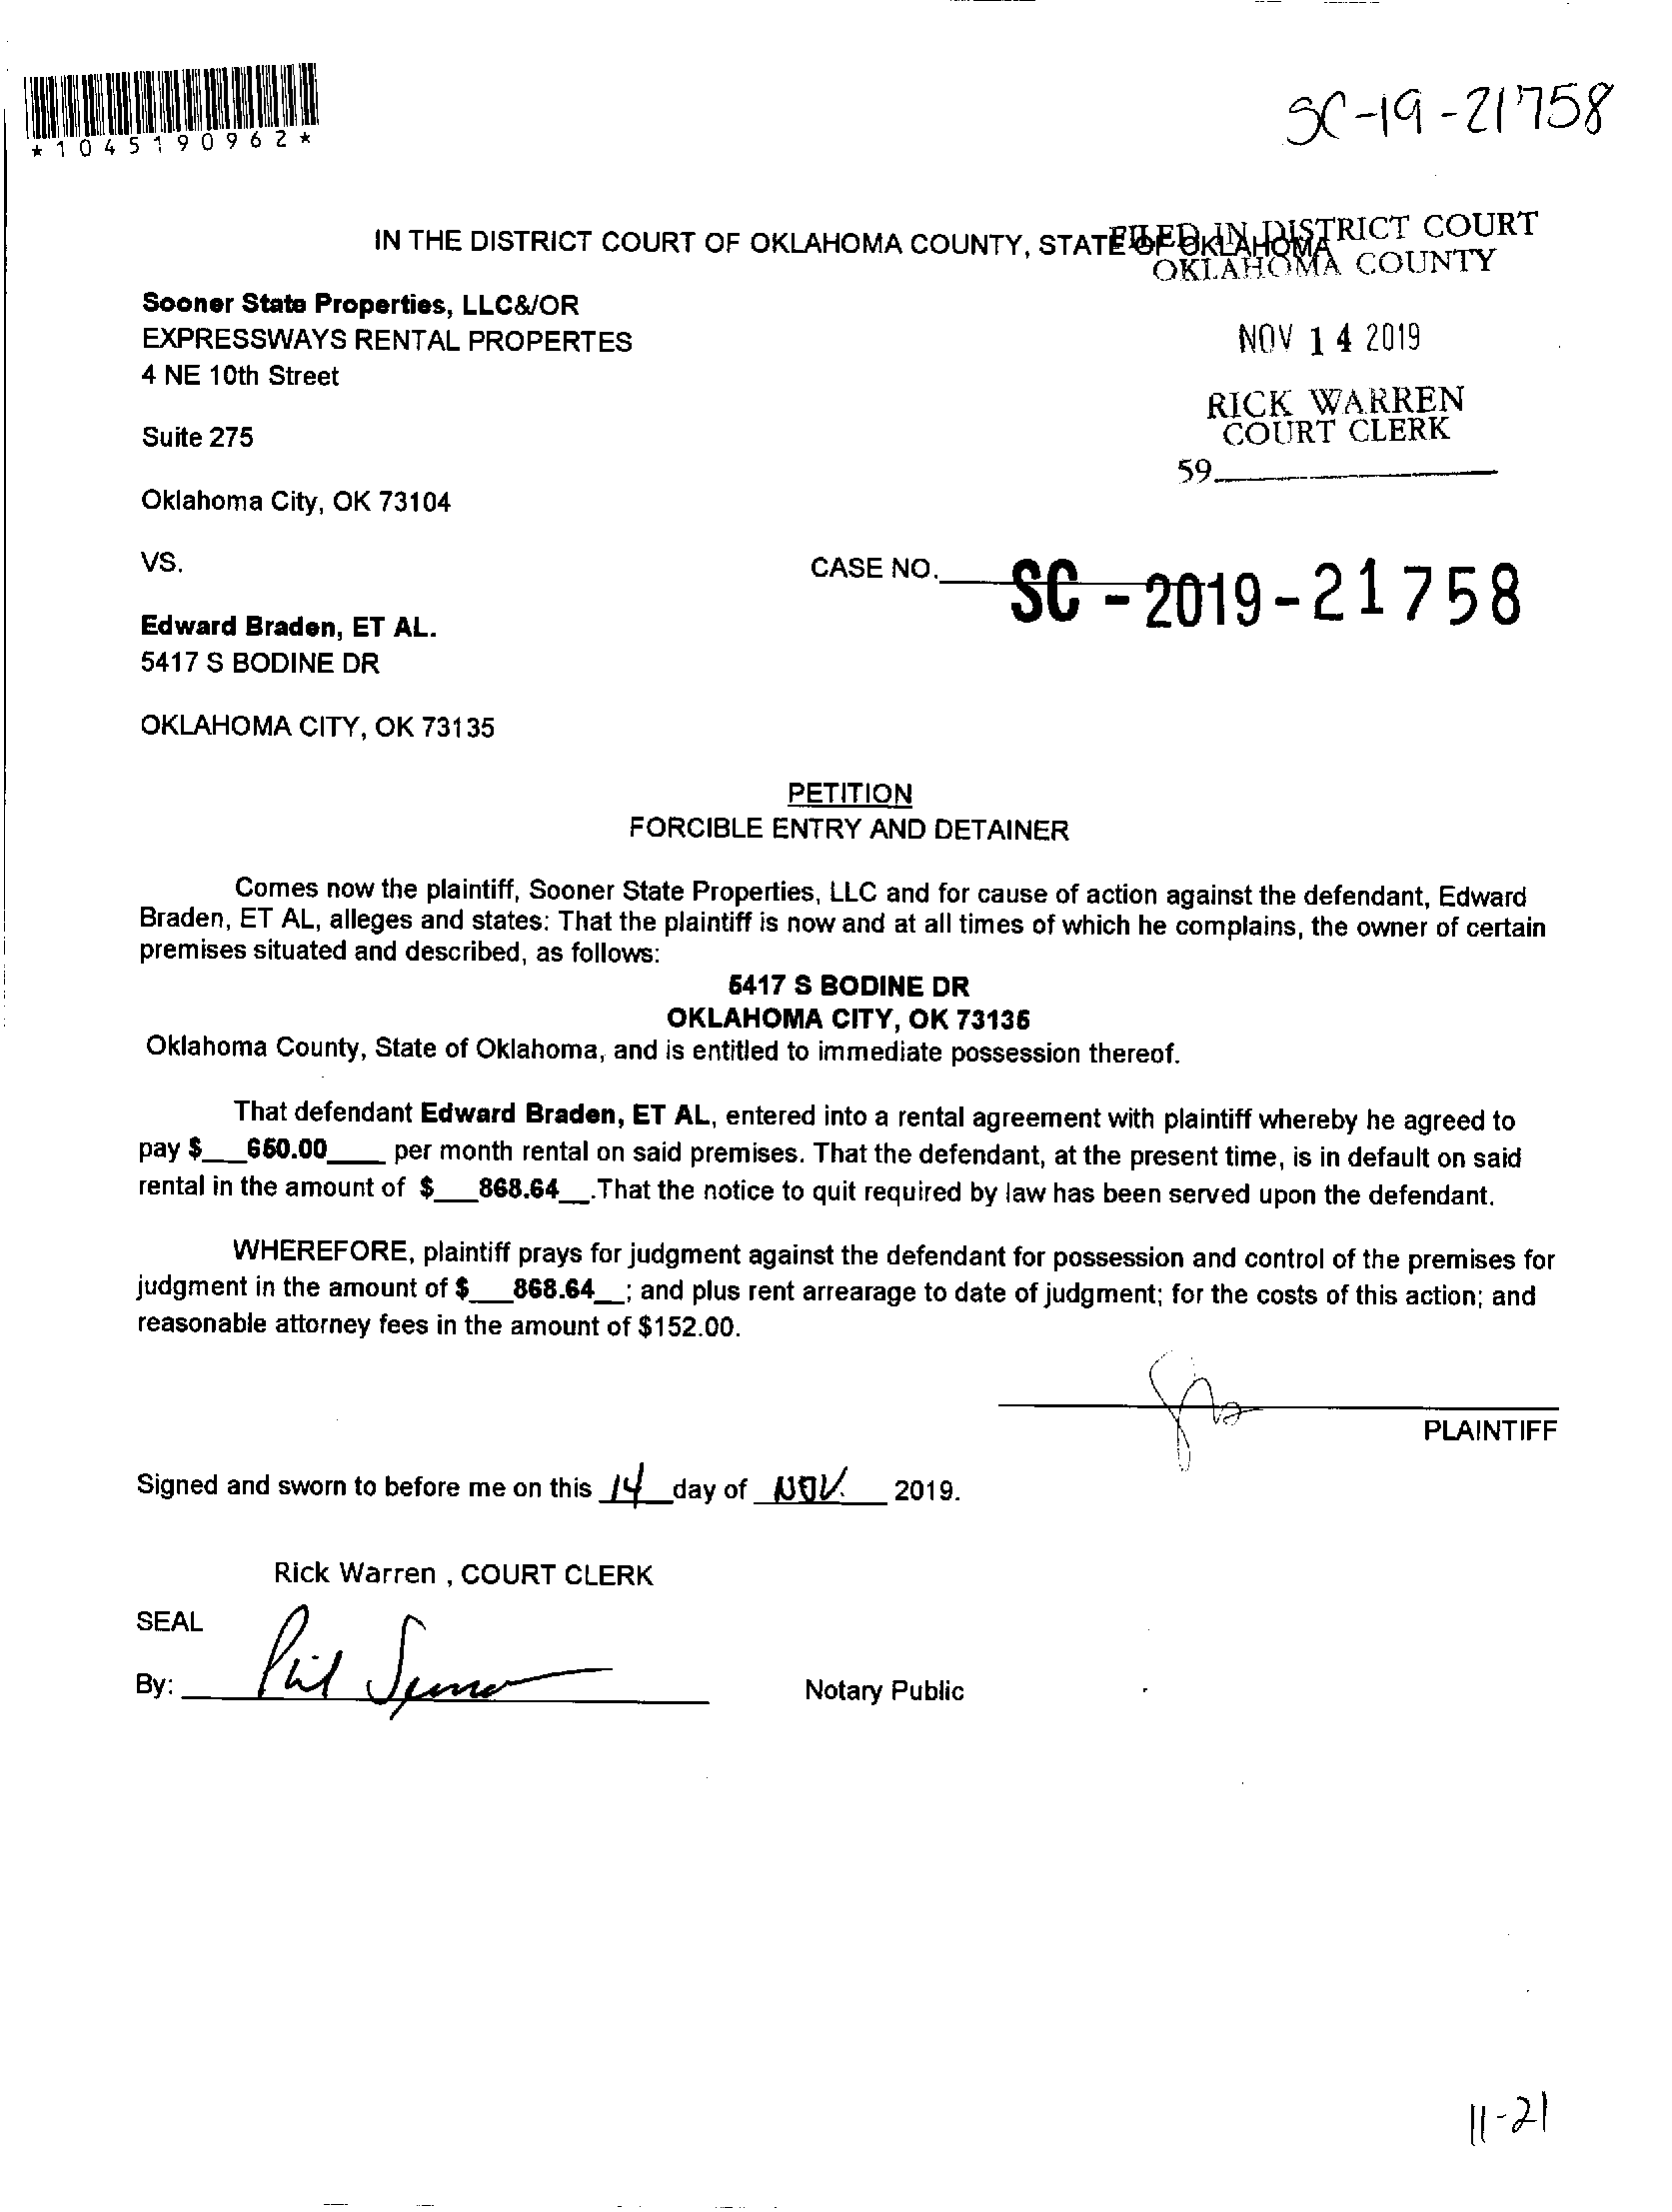 *1045190962*
SC-19-21758
IN THE DISTRICT COURT OF OKLAHOMA COUNTY, STATE OF OKLAHOMA
FILED IN DISTRICT COURT
OKLAHOMA COUNTY
Sooner State Properties, LLC&/OR
EXPRESSWAYS RENTAL PROPERTES
NOV 14 2019
4 NE 10th Street
RICK WARREN
COURT CLERK
Suite 275
59
Oklahoma City, OK 73104
VS.
CASE NO. SC - 2019 - 21758
Edward Braden, ET AL.
5417 S BODINE DR
OKLAHOMA CITY, OK 73135
PETITION
FORCIBLE ENTRY AND DETAINER
Comes now the plaintiff, Sooner State Properties, LLC and for cause of action against the defendant, Edward
Braden, ET AL, alleges and states: That the plaintiff is now and at all times of which he complains, the owner of certain
premises situated and described, as follows:
5417 S BODINE DR
OKLAHOMA CITY, OK 73135
Oklahoma County, State of Oklahoma, and is entitled to immediate possession thereof.
That defendant Edward Braden, ET AL, entered into a rental agreement with plaintiff whereby he agreed to
pay $___650.00____ per month rental on said premises. That the defendant, at the present time, is in default on said
rental in the amount of $___868.64__.That the notice to quit required by law has been served upon the defendant.
WHEREFORE, plaintiff prays for judgment against the defendant for possession and control of the premises for
judgment in the amount of $___868.64__; and plus rent arrearage to date of judgment; for the costs of this action; and
reasonable attorney fees in the amount of $152.00.
PLAINTIFF
Signed and sworn to before me on this 14 day of NOV. 2019.
Rick Warren , COURT CLERK
SEAL
By: Phil
Notary Public
11-21